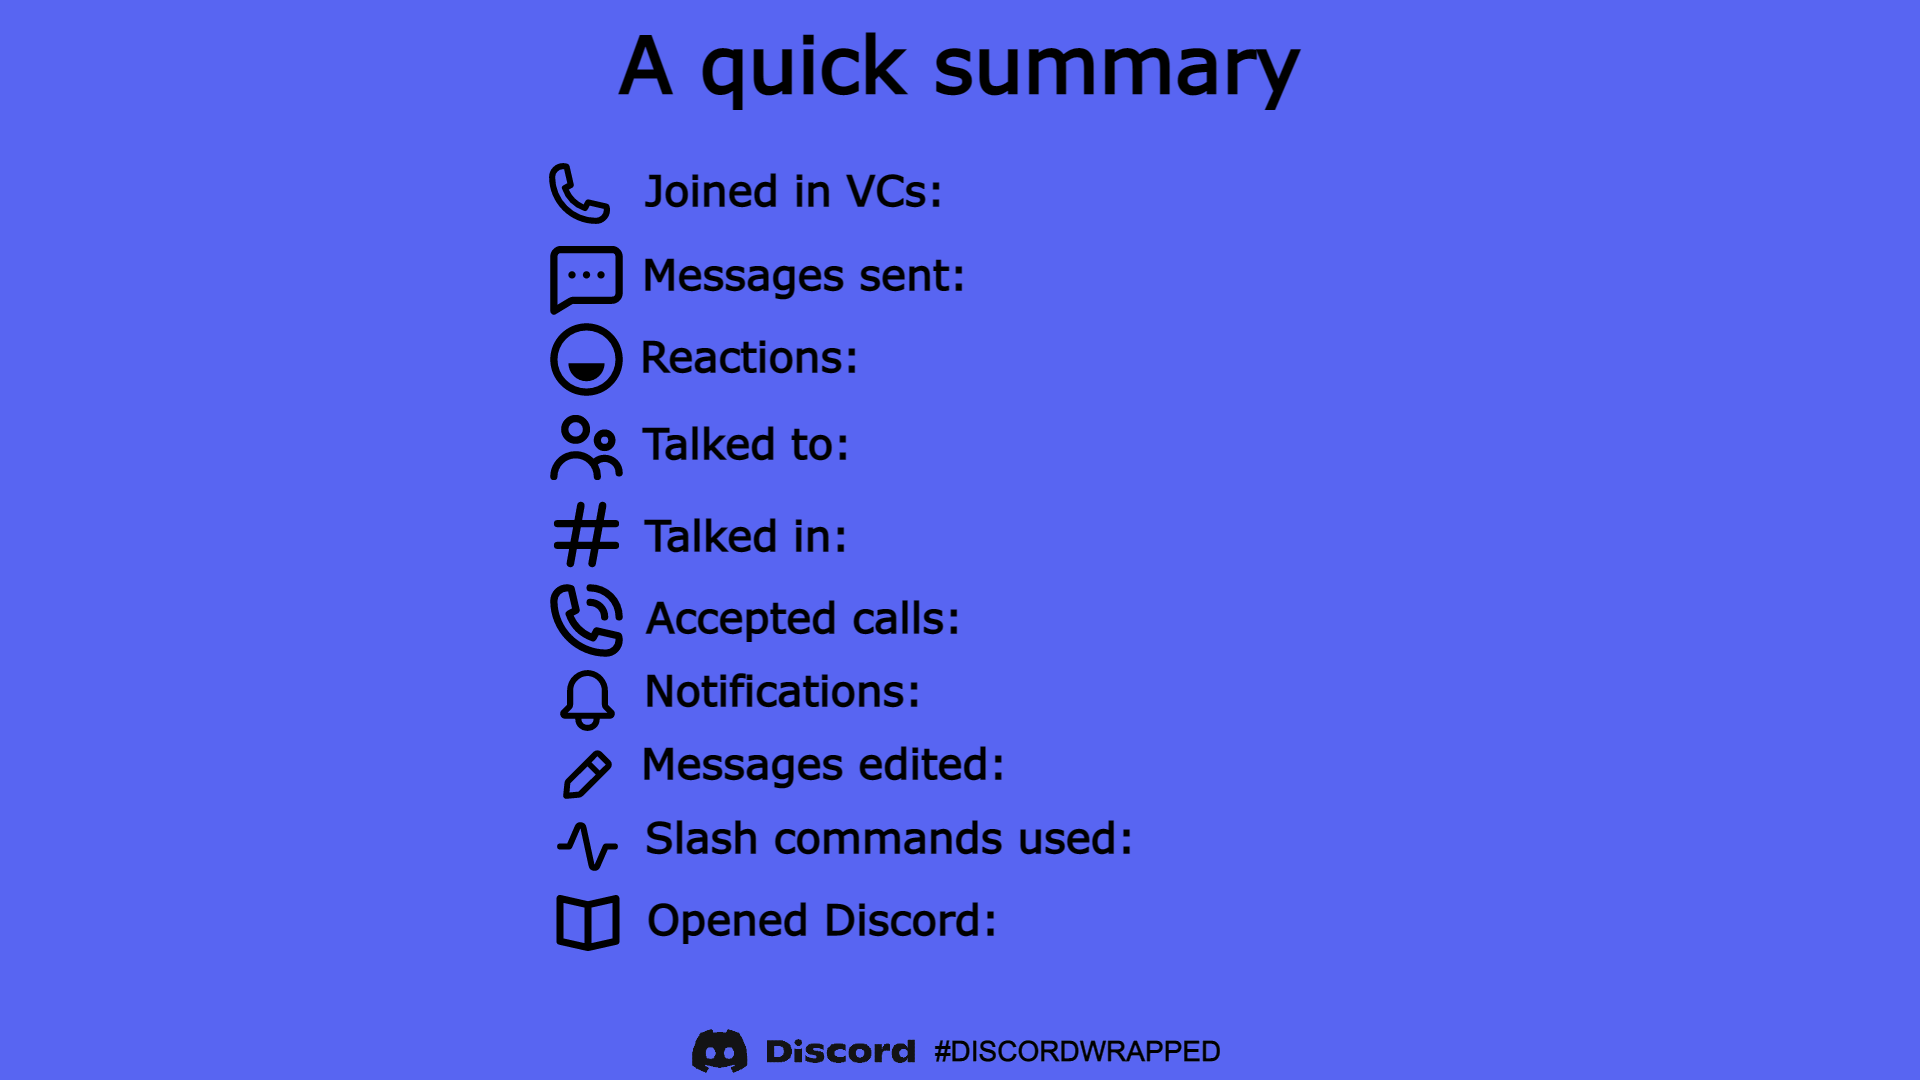 A quick summary
Joined in VCs:
Messages sent:
Reactions:
Talked to:
Talked in:
Accepted calls:
Notifications:
Messages edited:
Slash commands used:
Opened Discord:
Discord #DISCORDWRAPPED